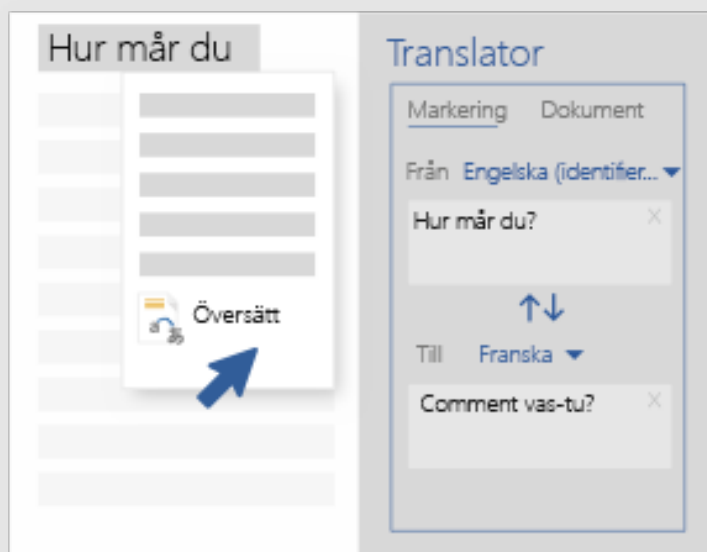 Hur mår du
Översätt
Translator
Markering Dokument
Från Engelska (identifier...
Hur mår du?
X
Till Franska
Comment vas-tu?
X